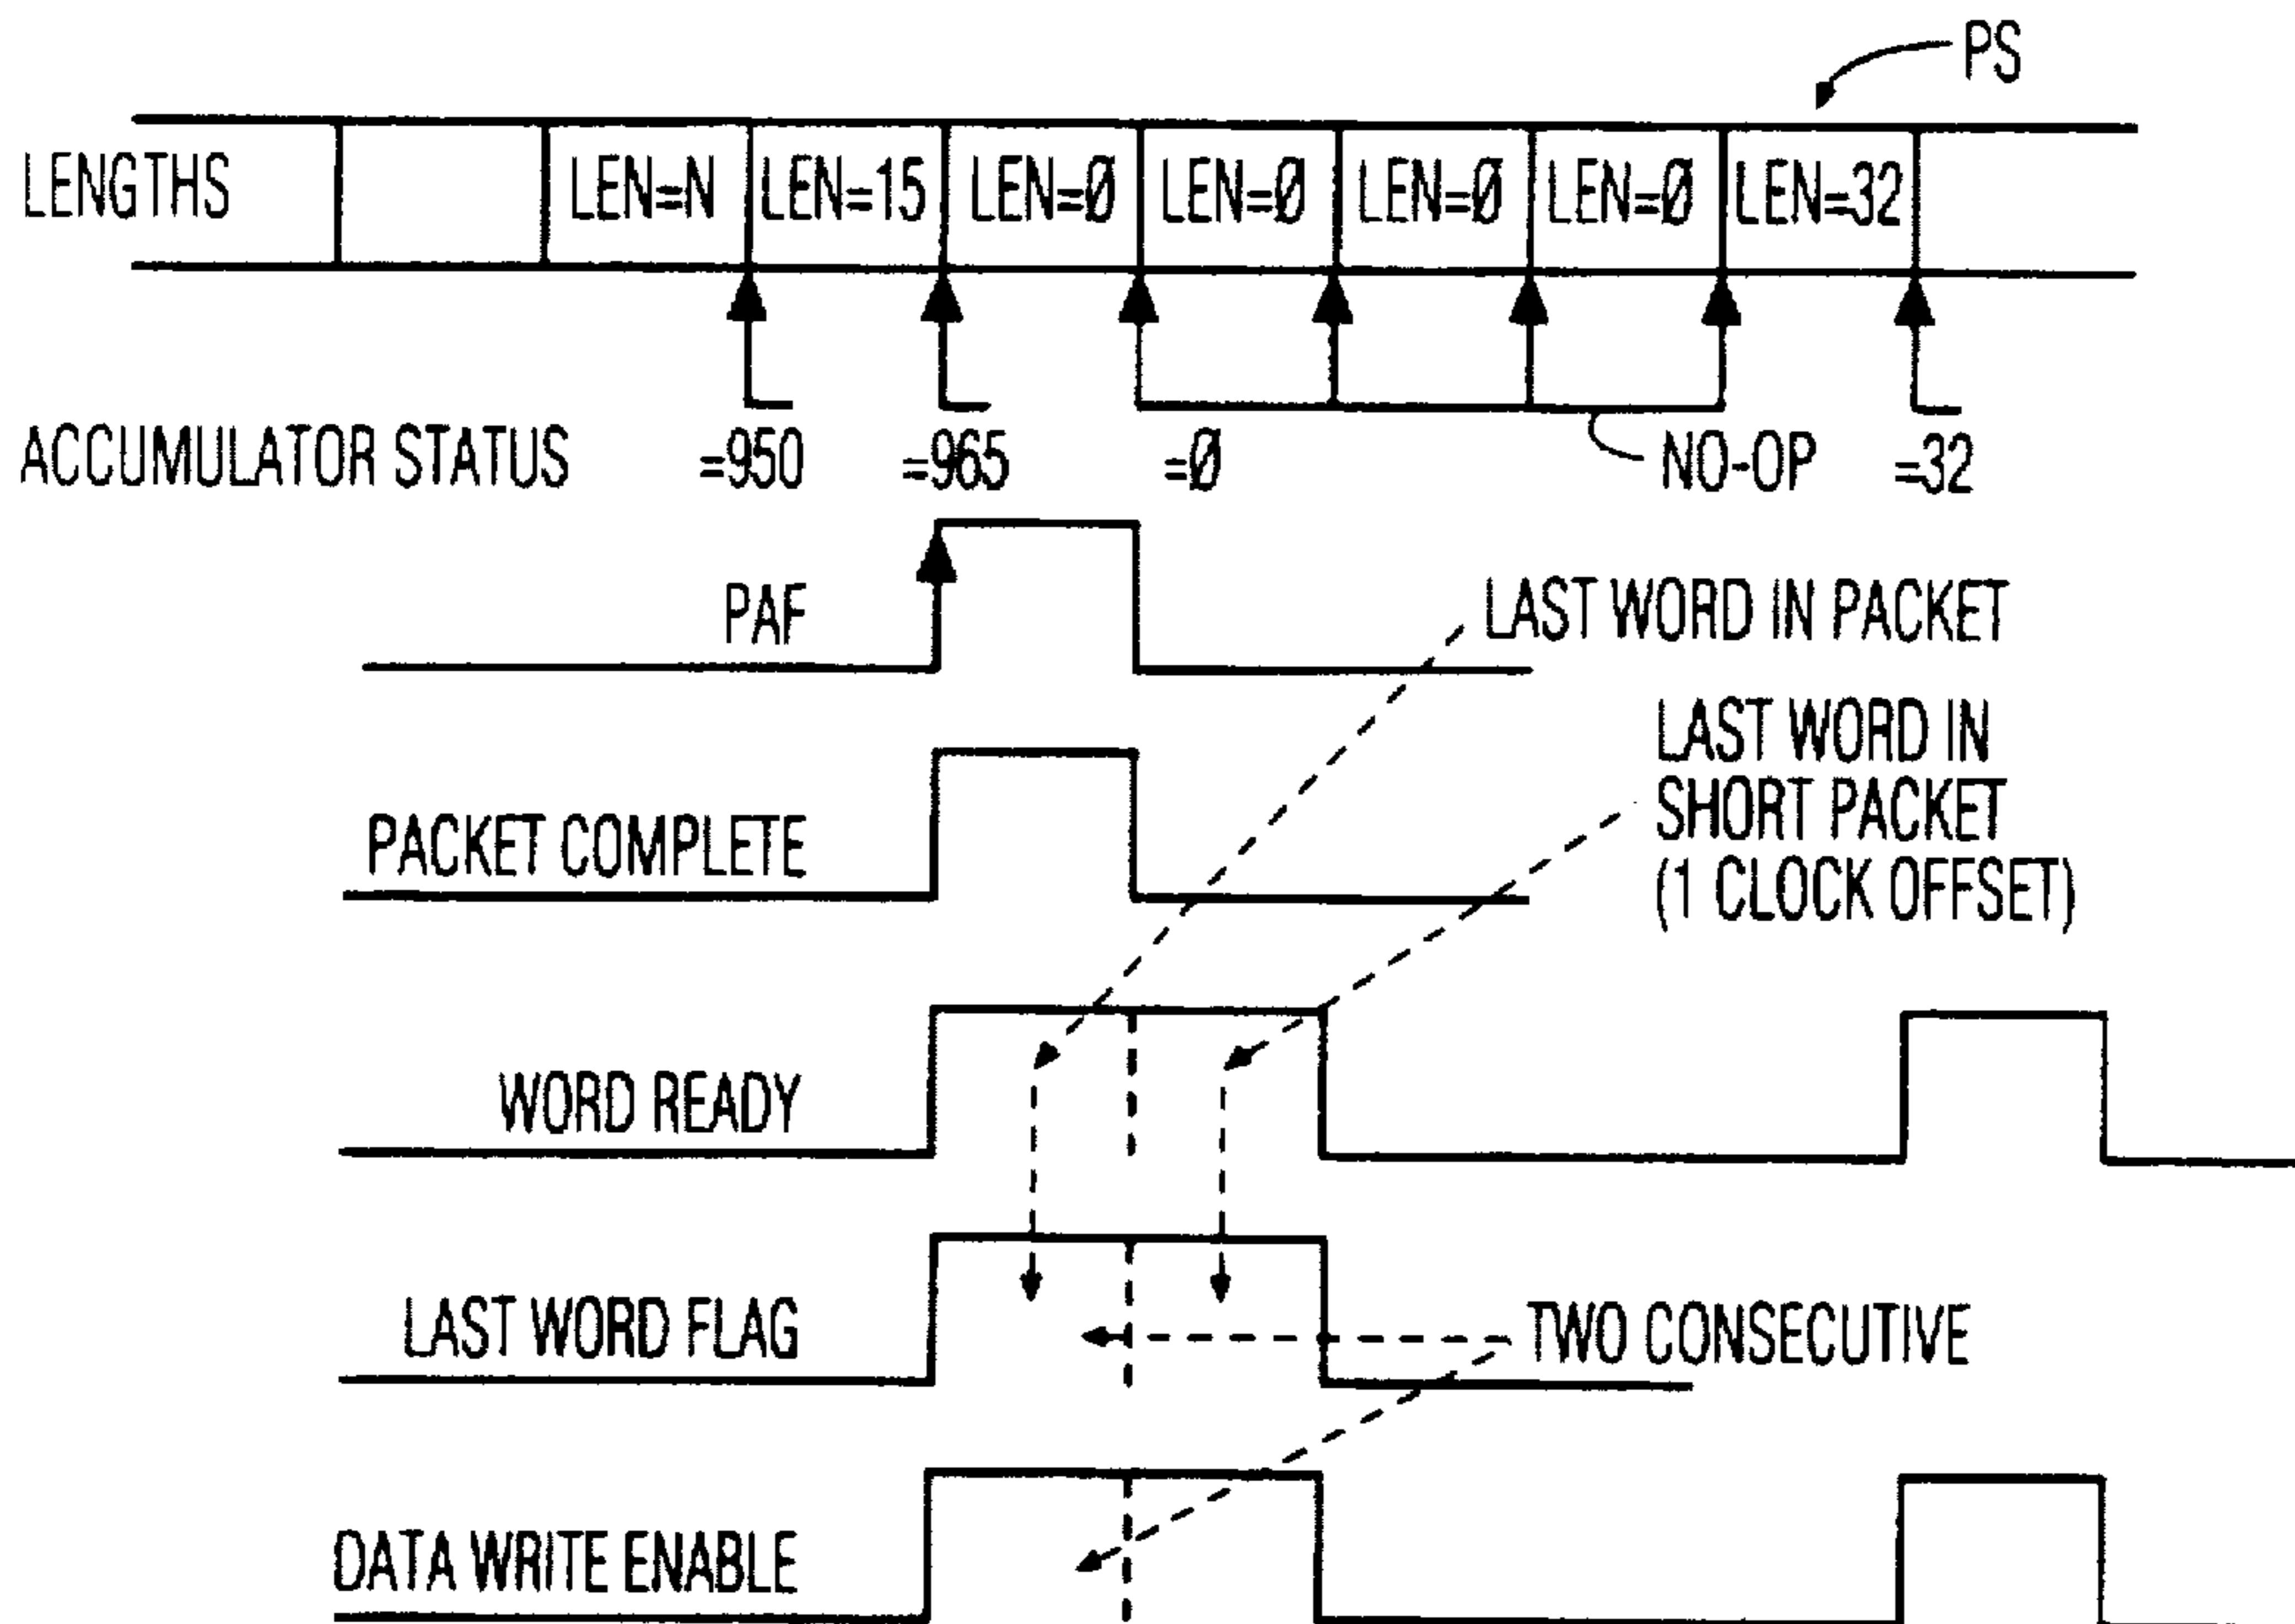 PS
LENGTHS LEN=N LEN=15 LEN=Ø LEN=Ø LEN=Ø LEN=Ø LEN=32
ACCUMULATOR STATUS =950 =965 =Ø NO-OP =32
PAF
LAST WORD IN PACKET
LAST WORD IN
SHORT PACKET
(1 CLOCK OFFSET)
PACKET COMPLETE
WORD READY
LAST WORD FLAG
TWO CONSECUTIVE
DATA WRITE ENABLE